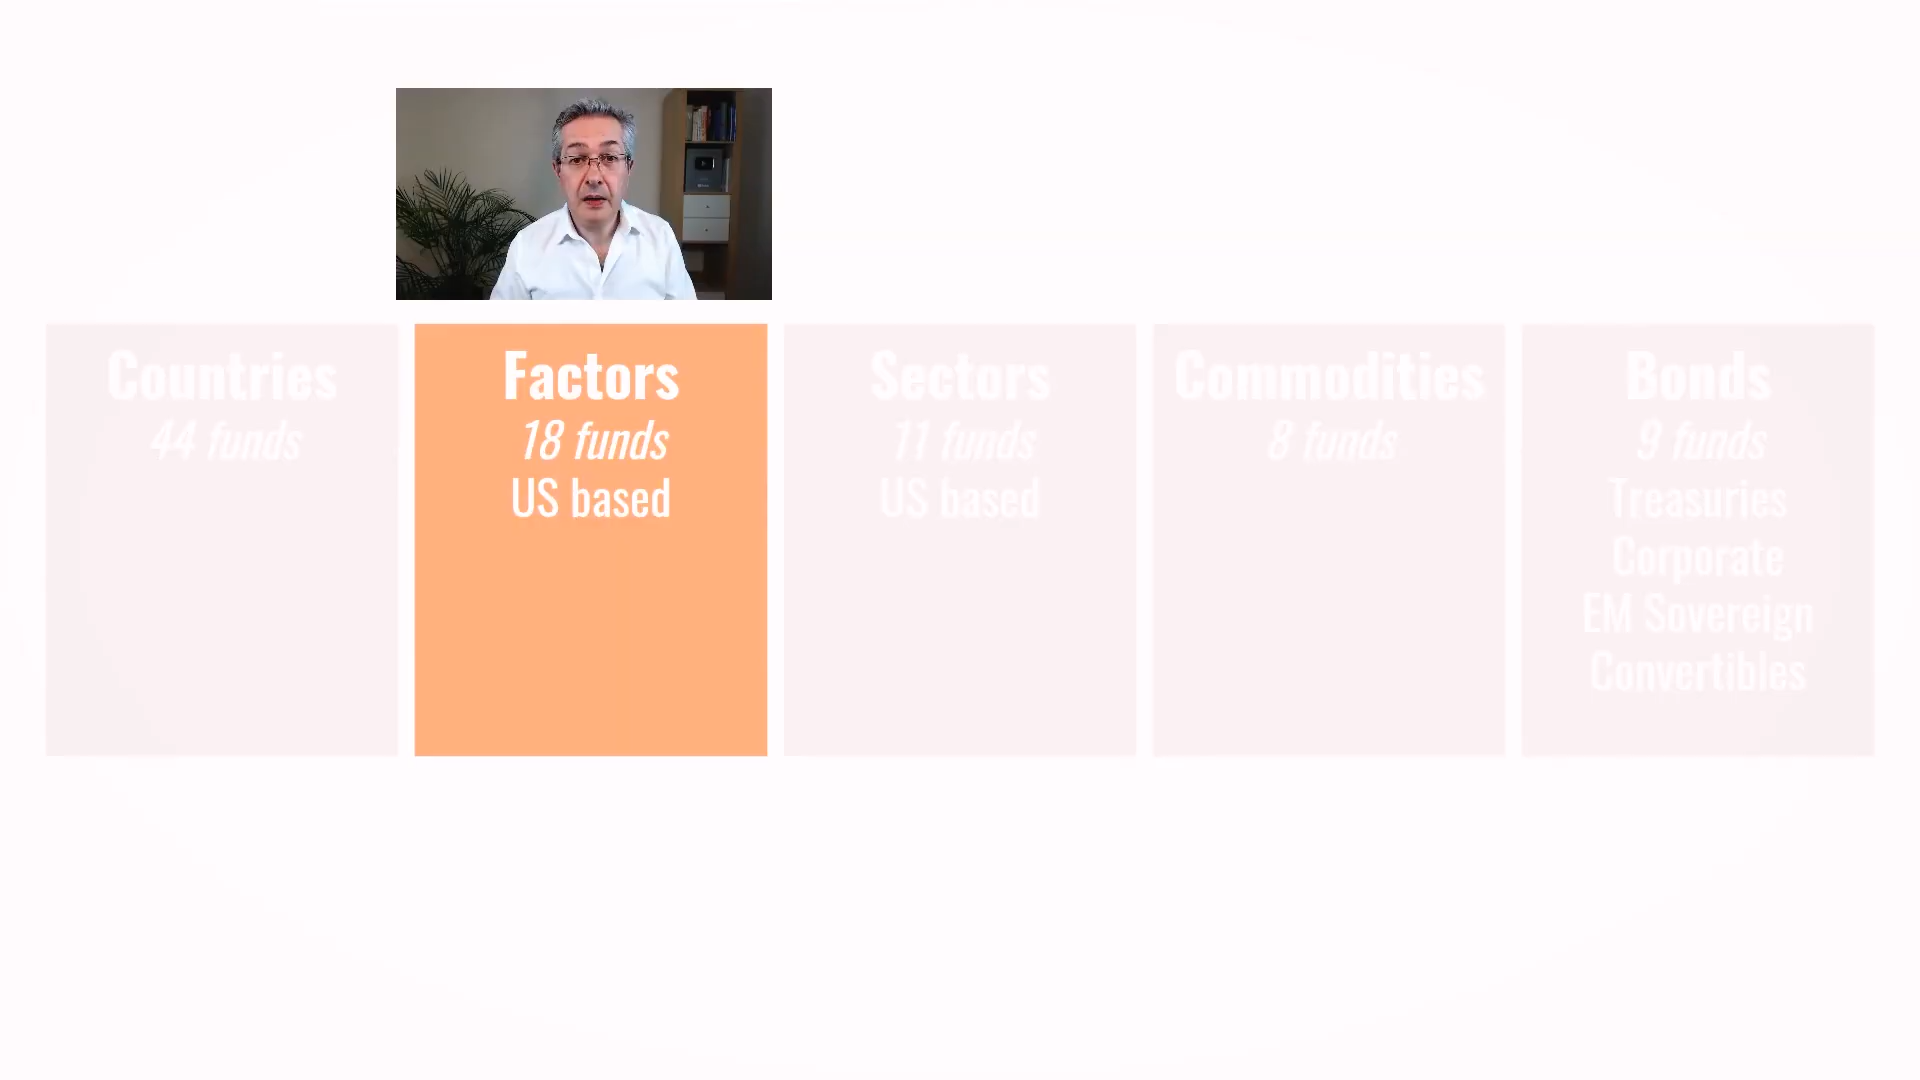 Countries
44 funds
Factors
18 funds
US based
Sectors
11 funds
US based
Commodities
8 funds
Bonds
9 funds
Treasuries
Corporate
EM Sovereign
Convertibles